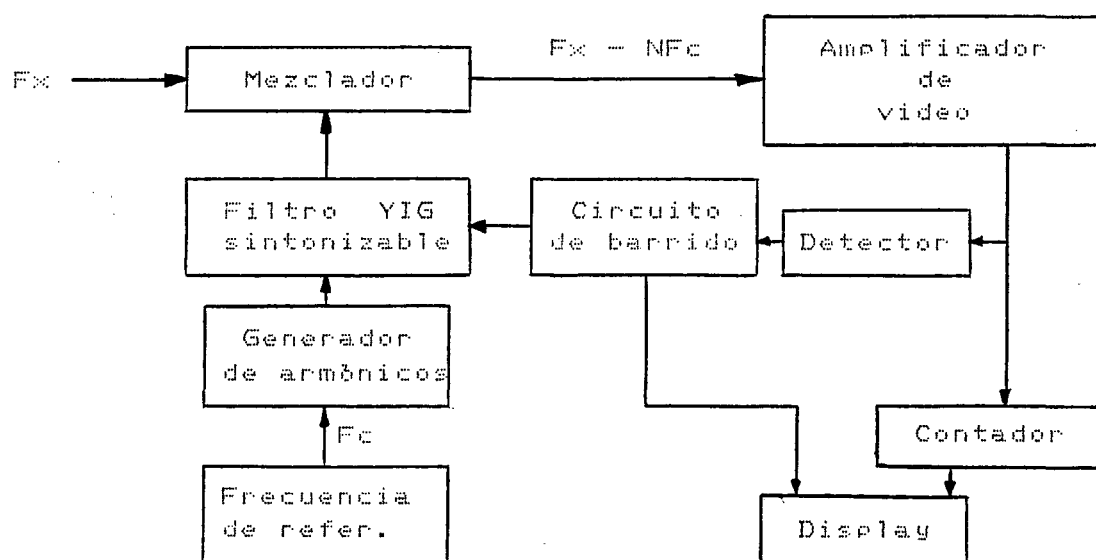 Fx
Mezclador
Fx - NFc
Amplificador
de
video
Filtro YIG
sintonizable
Circuito
de barrido
Detector
Generador
de armónicos
Fc
Contador
Frecuencia
de refer.
Display